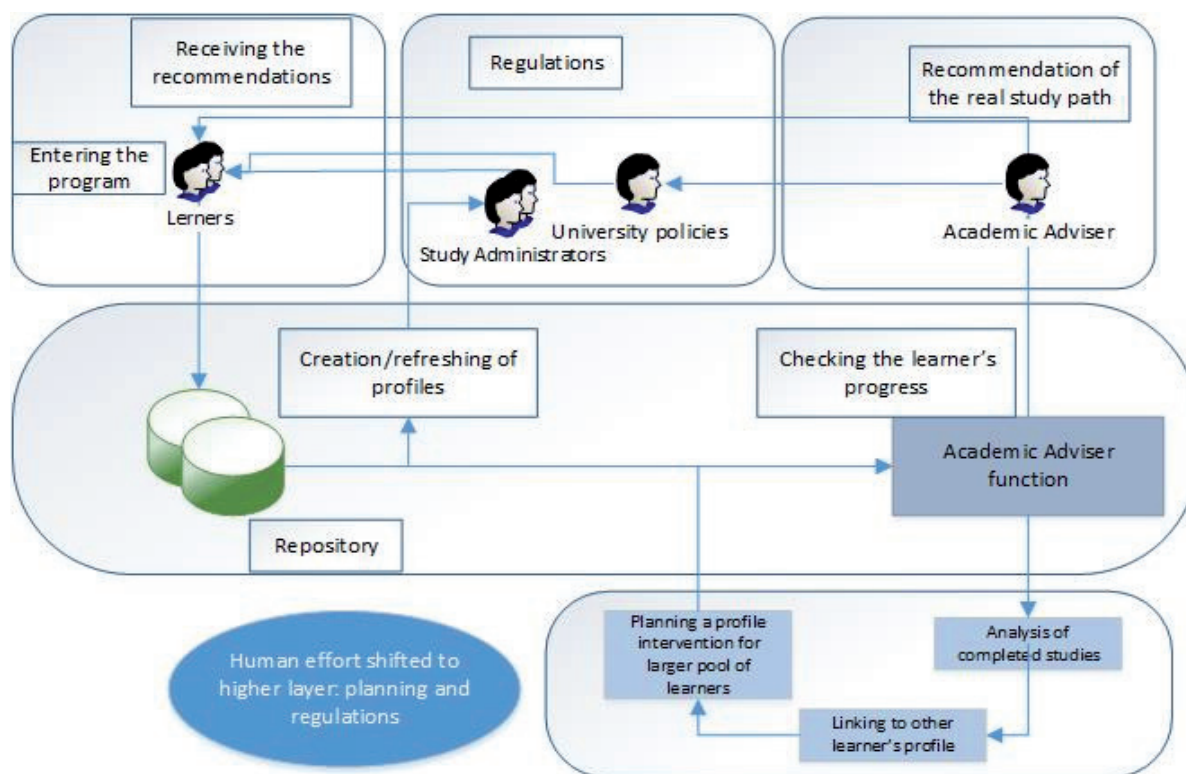 Receiving the
recommendations
Regulations
Recommendation of
the real study path
Entering the
program
Lerners
University policies
Study Administrators
Academic Adviser
Creation/refreshing of
profiles
Checking the learner's
progress
Academic Adviser
function
Repository
Human effort shifted to
higher layer: planning and
regulations
Planning a profile
intervention for
larger pool of
learners
Analysis of
completed studies
Linking to other
learner's profile